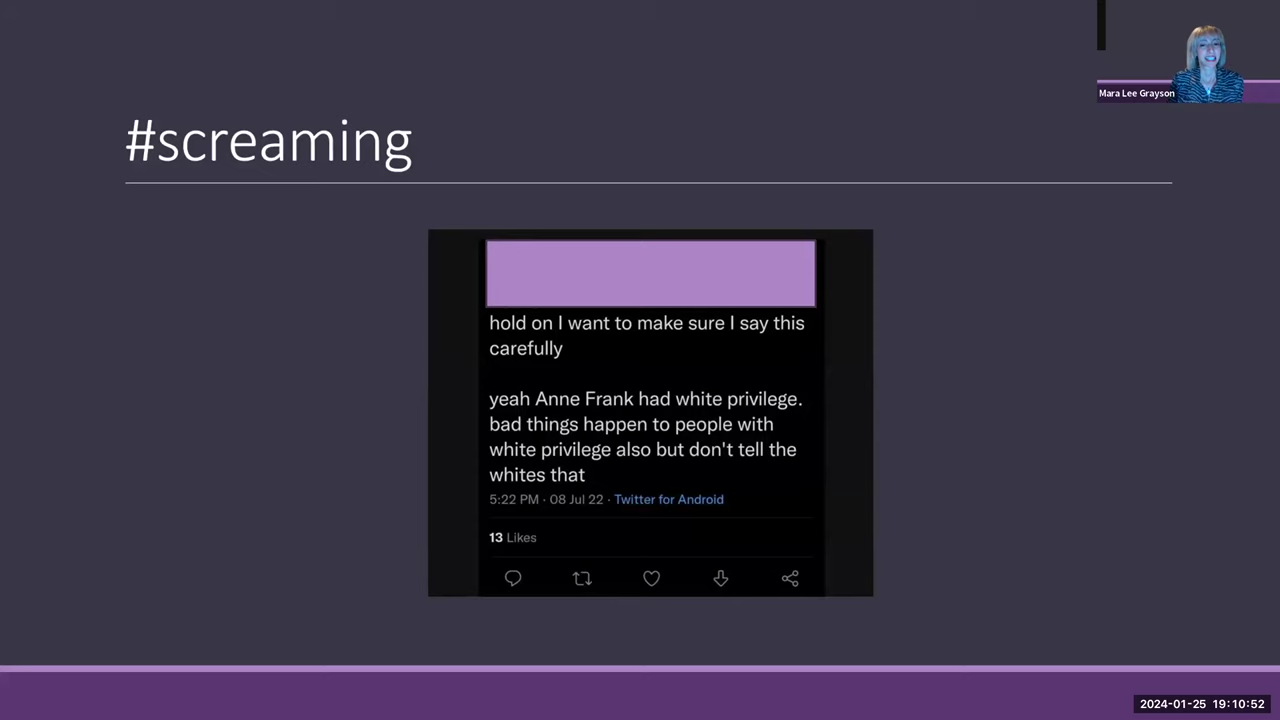 Mara Lee Grayson
#screaming
hold on I want to make sure I say this
carefully
yeah Anne Frank had white privilege.
bad things happen to people with
white privilege also but don't tell the
whites that
5:22 PM · 08 Jul 22 · Twitter for Android
13 Likes
2024-01-25 19:10:52